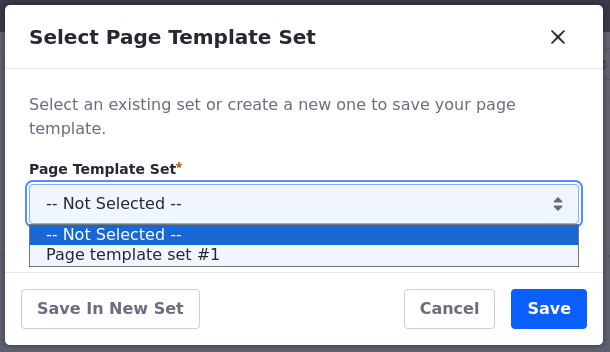 Select Page Template Set
Select an existing set or create a new one to save your page
template.
Page Template Set*
-- Not Selected --
-- Not Selected --
Page template set #1
Save In New Set
Cancel
Save